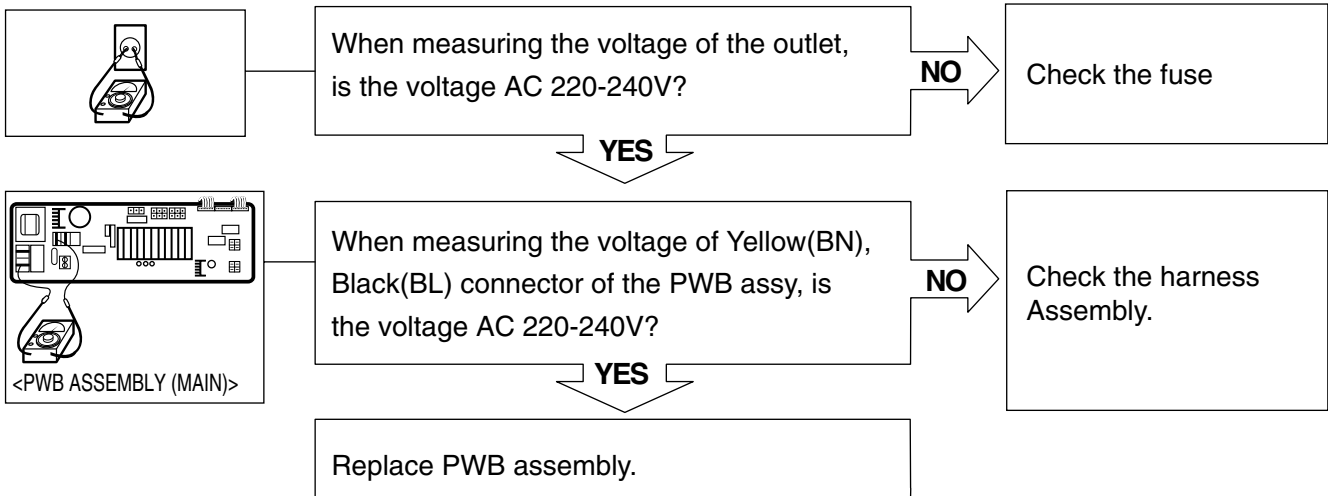 When measuring the voltage of the outlet,
is the voltage AC 220-240V?
NO
Check the fuse
YES
When measuring the voltage of Yellow(BN),
Black(BL) connector of the PWB assy, is
the voltage AC 220-240V?
NO
Check the harness
Assembly.
<PWB ASSEMBLY (MAIN)>
YES
Replace PWB assembly.